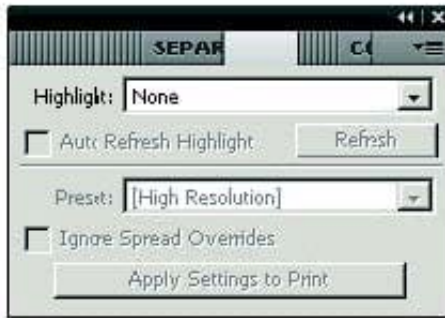 SEPAR
Highlight: None
Auto Refresh Highlight Refresh
Preset: [High Resolution]
Ignore Spread Overrides
Apply Settings to Print